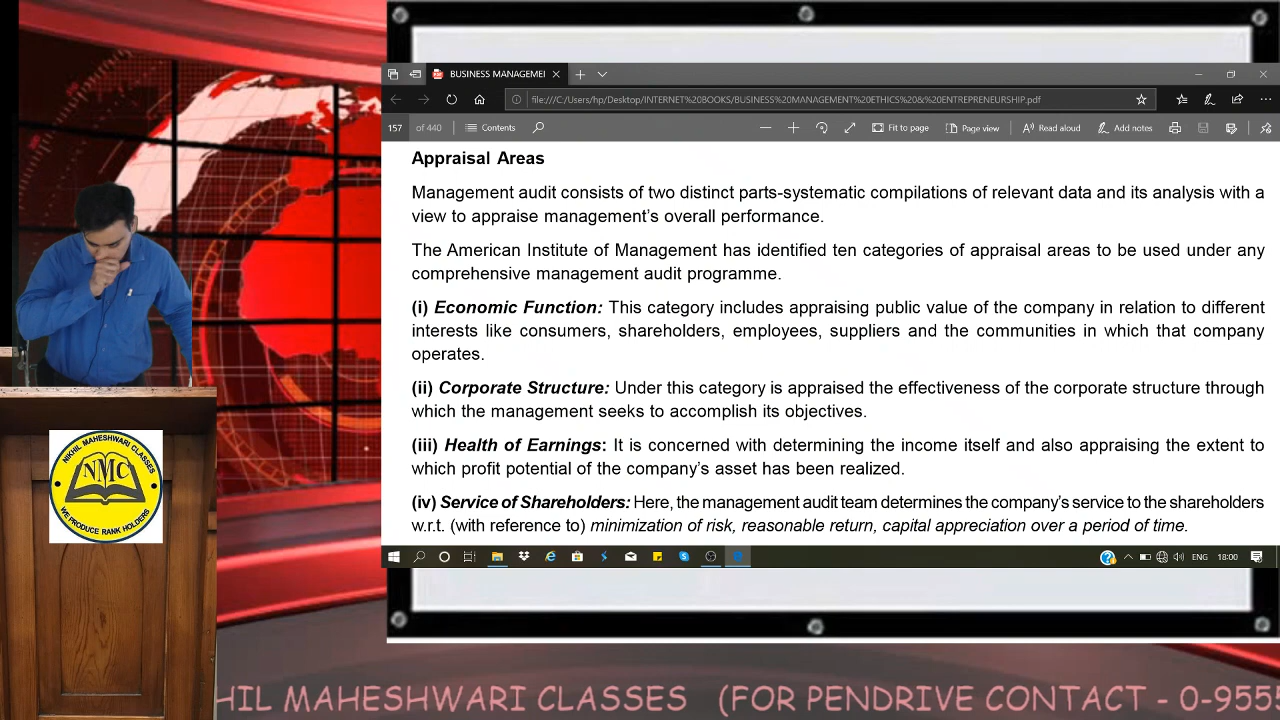 BUSINESS MANAGEMEI
file:///C:/Users/hp/Desktop/INTERNET%20BOOKS/BUSINESS%20MANAGEMENT%20ETHICS%20&%20ENTREPRENEURSHIP.pdf
157 of 440 Contents Fit to page Page view Read aloud Add notes
Appraisal Areas
Management audit consists of two distinct parts-systematic compilations of relevant data and its analysis with a
view to appraise management's overall performance.
The American Institute of Management has identified ten categories of appraisal areas to be used under any
comprehensive management audit programme.
(i) Economic Function: This category includes appraising public value of the company in relation to different
interests like consumers, shareholders, employees, suppliers and the communities in which that company
operates.
(ii) Corporate Structure: Under this category is appraised the effectiveness of the corporate structure through
which the management seeks to accomplish its objectives.
(iii) Health of Earnings: It is concerned with determining the income itself and also appraising the extent to
which profit potential of the company's asset has been realized.
(iv) Service of Shareholders: Here, the management audit team determines the company's service to the shareholders
w.r.t. (with reference to) minimization of risk, reasonable return, capital appreciation over a period of time.
ENG 18:00
NIKHIL MAHESHWARI CLASSES
NMC
WE PRODUCE RANK HOLDERS
HIL MAHESHWARI CLASSES (FOR PENDRIVE CONTACT - 0-955